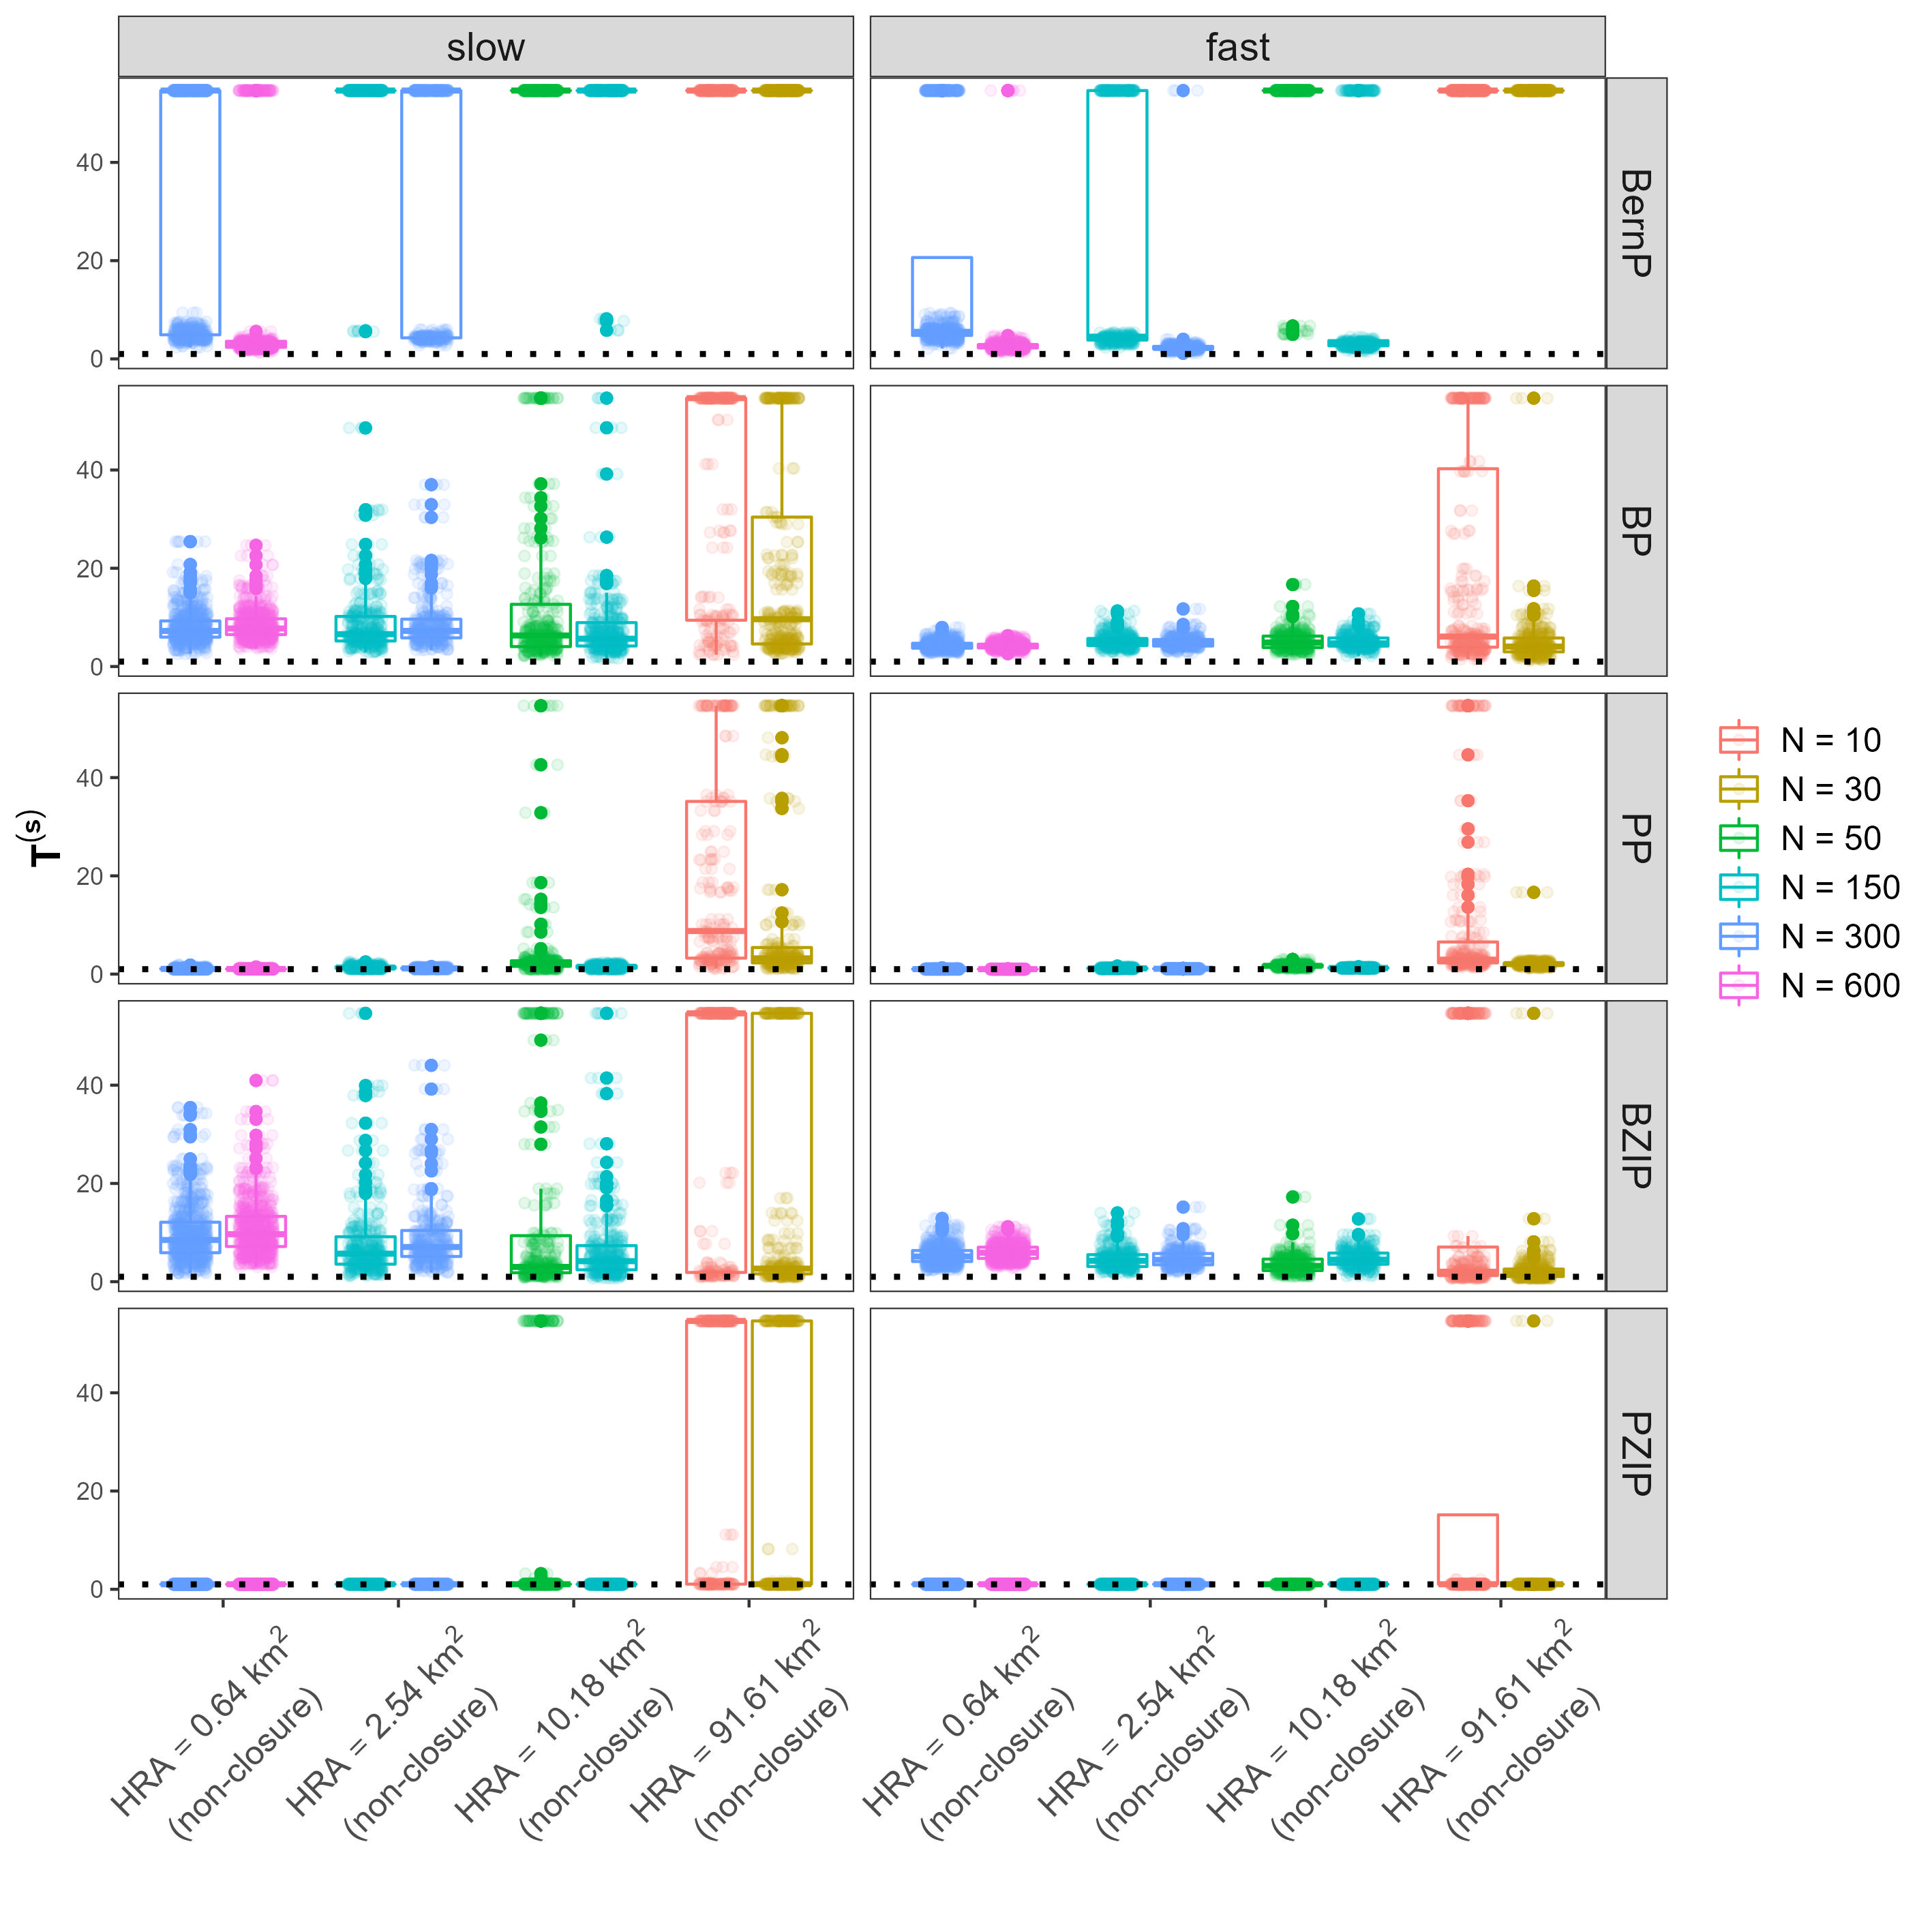 slow
fast
40
20
0
BernP
40
20
0
BP
40
20
0
PP
40
20
0
BZIP
40
20
0
PZIP
T(s)
HRA = 0.64 km²
(non-closure)
HRA = 2.54 km²
(non-closure)
HRA = 10.18 km²
(non-closure)
HRA = 91.61 km²
(non-closure)
HRA = 0.64 km²
(non-closure)
HRA = 2.54 km²
(non-closure)
HRA = 10.18 km²
(non-closure)
HRA = 91.61 km²
(non-closure)
N = 10
N = 30
N = 50
N = 150
N = 300
N = 600